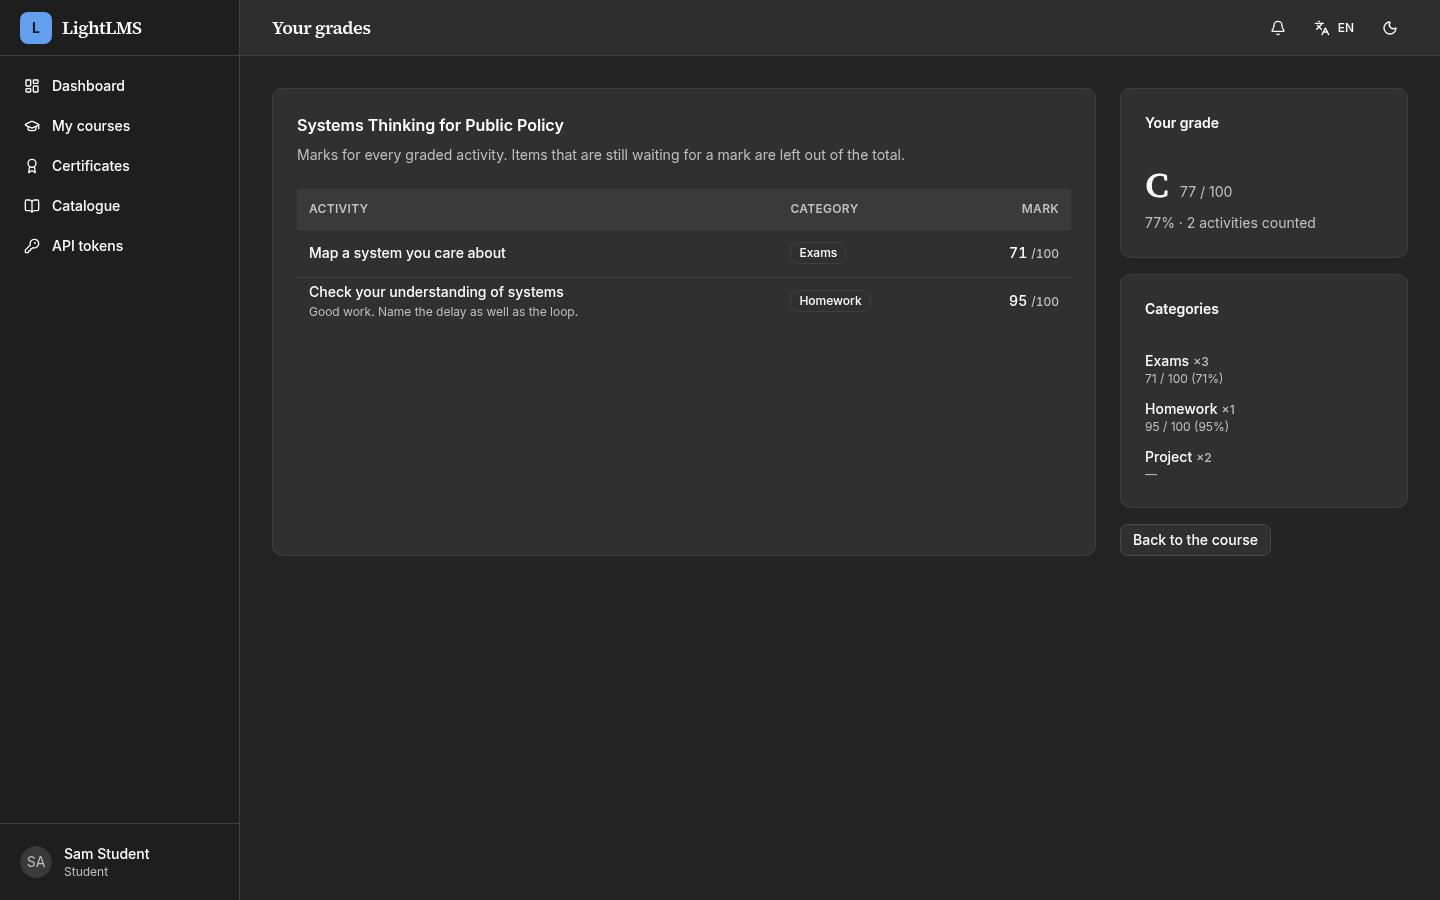 L LightLMS
Your grades
EN
Dashboard
My courses
Certificates
Catalogue
API tokens
Systems Thinking for Public Policy
Marks for every graded activity. Items that are still waiting for a mark are left out of the total.
ACTIVITY CATEGORY MARK
Map a system you care about Exams 71 /100
Check your understanding of systems
Good work. Name the delay as well as the loop.
Homework 95 /100
Your grade
C 77 / 100
77% · 2 activities counted
Categories
Exams ×3
71 / 100 (71%)
Homework ×1
95 / 100 (95%)
Project ×2
—
Back to the course
SA
Sam Student
Student